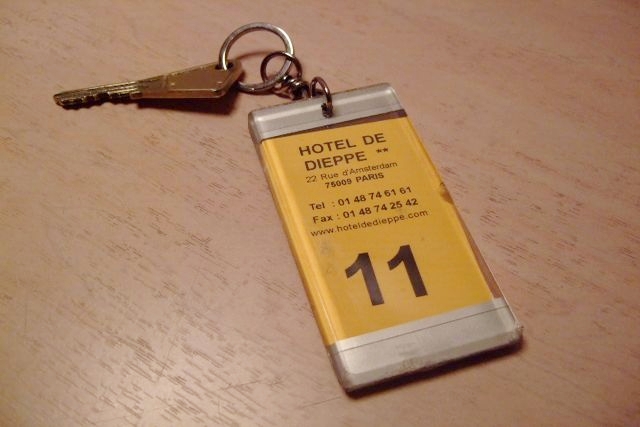 HOTEL DE
DIEPPE **
22 Rue d'Amsterdam
75009 PARIS
Tel : 01 48 74 61 61
Fax : 01 48 74 25 42
www.hoteldedieppe.com
11